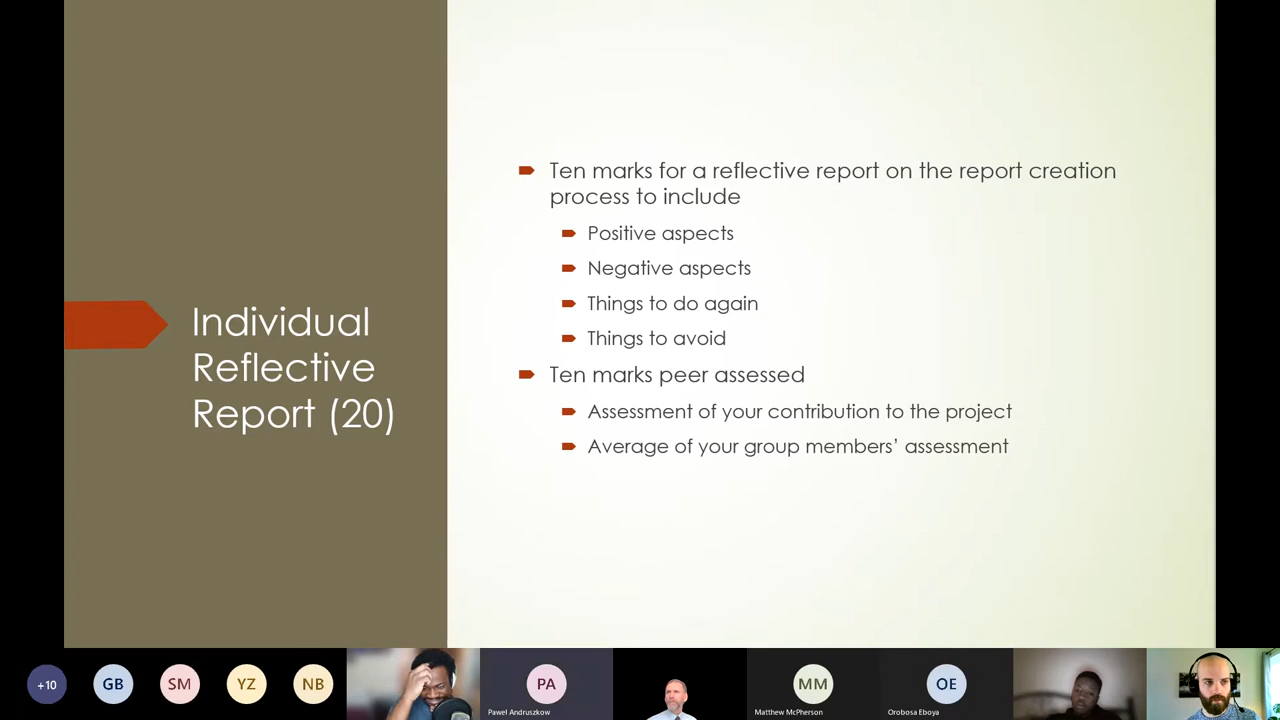 Individual
Reflective
Report (20)
Ten marks for a reflective report on the report creation
process to include
Positive aspects
Negative aspects
Things to do again
Things to avoid
Ten marks peer assessed
Assessment of your contribution to the project
Average of your group members’ assessment
+10
GB
SM
YZ
NB
PA
Pawel Andruszkow
MM
Matthew McPherson
OE
Orobosa Eboya